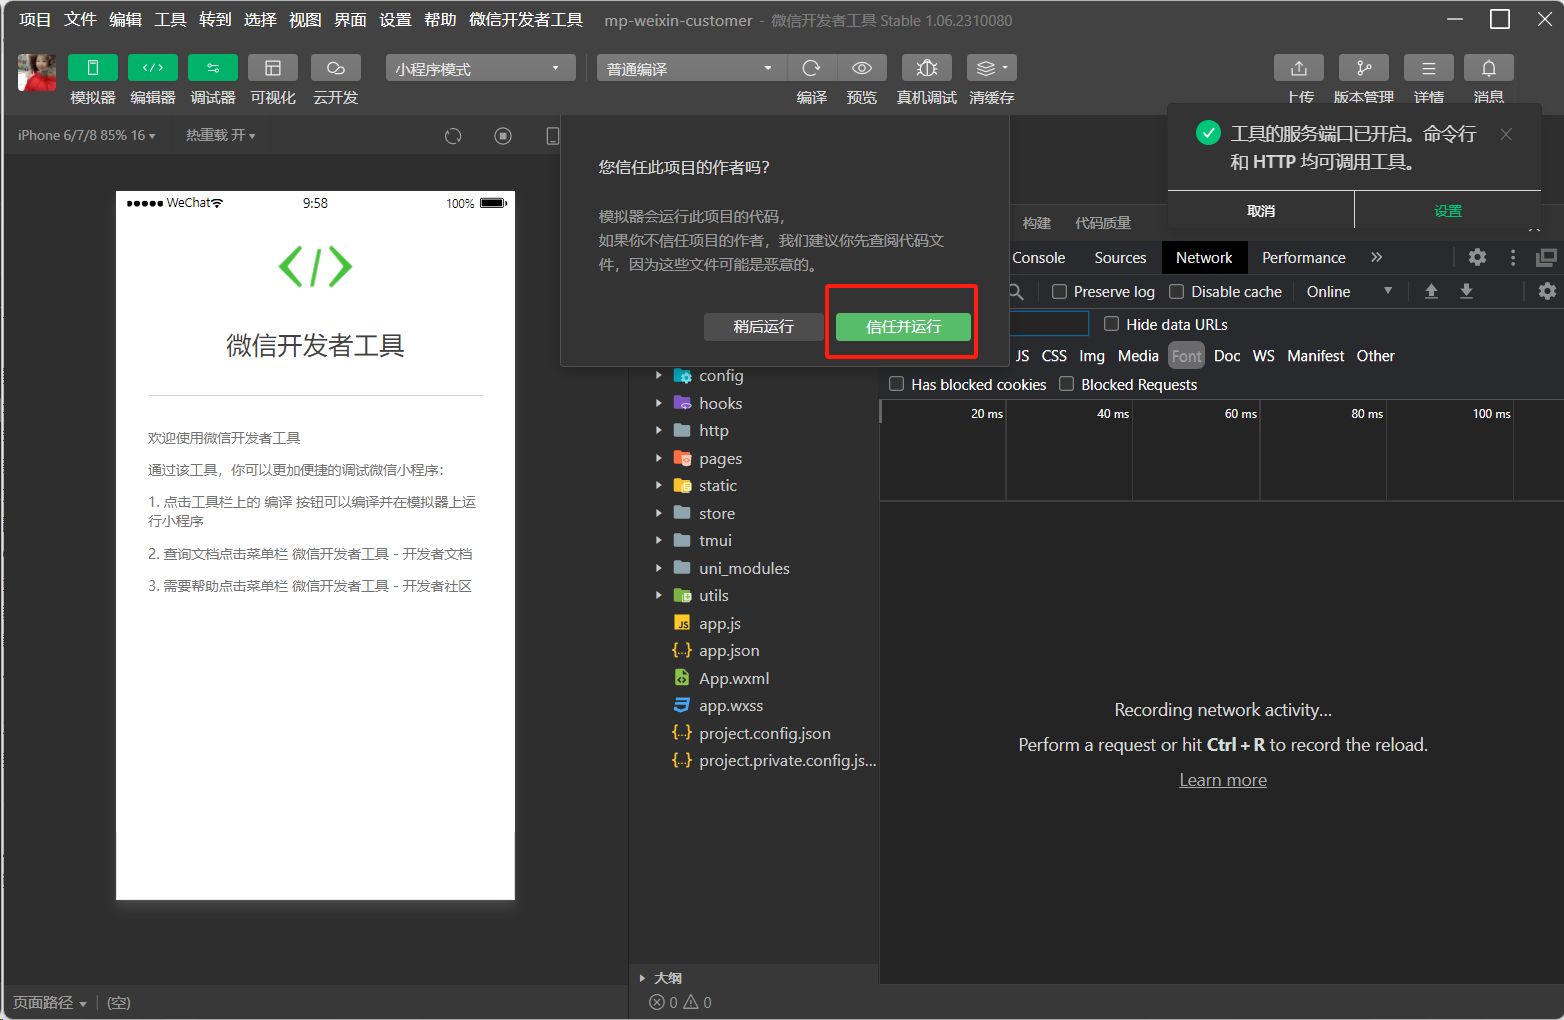 项目 文件 编辑 工具 转到 选择 视图 界面 设置 帮助 微信开发者工具 mp-weixin-customer - 微信开发者工具 Stable 1.06.2310080
小程序模式 普通编译
模拟器 编辑器 调试器 可视化 云开发 编译 预览 真机调试 清缓存 上传 版本管理 详情 消息
iPhone 6/7/8 85% 16 热重载 开
工具的服务端口已开启。命令行
和 HTTP 均可调用工具。
取消 设置
您信任此项目的作者吗?
模拟器会运行此项目的代码，
如果你不信任项目的作者，我们建议你先查阅代码文
件，因为这些文件可能是恶意的。
稍后运行 信任并运行
WeChat 9:58 100%
微信开发者工具
欢迎使用微信开发者工具
通过该工具，你可以更加便捷的调试微信小程序：
1. 点击工具栏上的 编译 按钮可以编译并在模拟器上运
行小程序
2. 查询文档点击菜单栏 微信开发者工具 - 开发者文档
3. 需要帮助点击菜单栏 微信开发者工具 - 开发者社区
config
hooks
http
pages
static
store
tmui
uni_modules
utils
app.js
app.json
App.wxml
app.wxss
project.config.json
project.private.config.js...
大纲
0 0
构建 代码质量
Console Sources Network Performance
Preserve log Disable cache Online
Hide data URLs
JS CSS Img Media Font Doc WS Manifest Other
Has blocked cookies Blocked Requests
20 ms 40 ms 60 ms 80 ms 100 ms
Recording network activity...
Perform a request or hit Ctrl + R to record the reload.
Learn more
页面路径 (空)